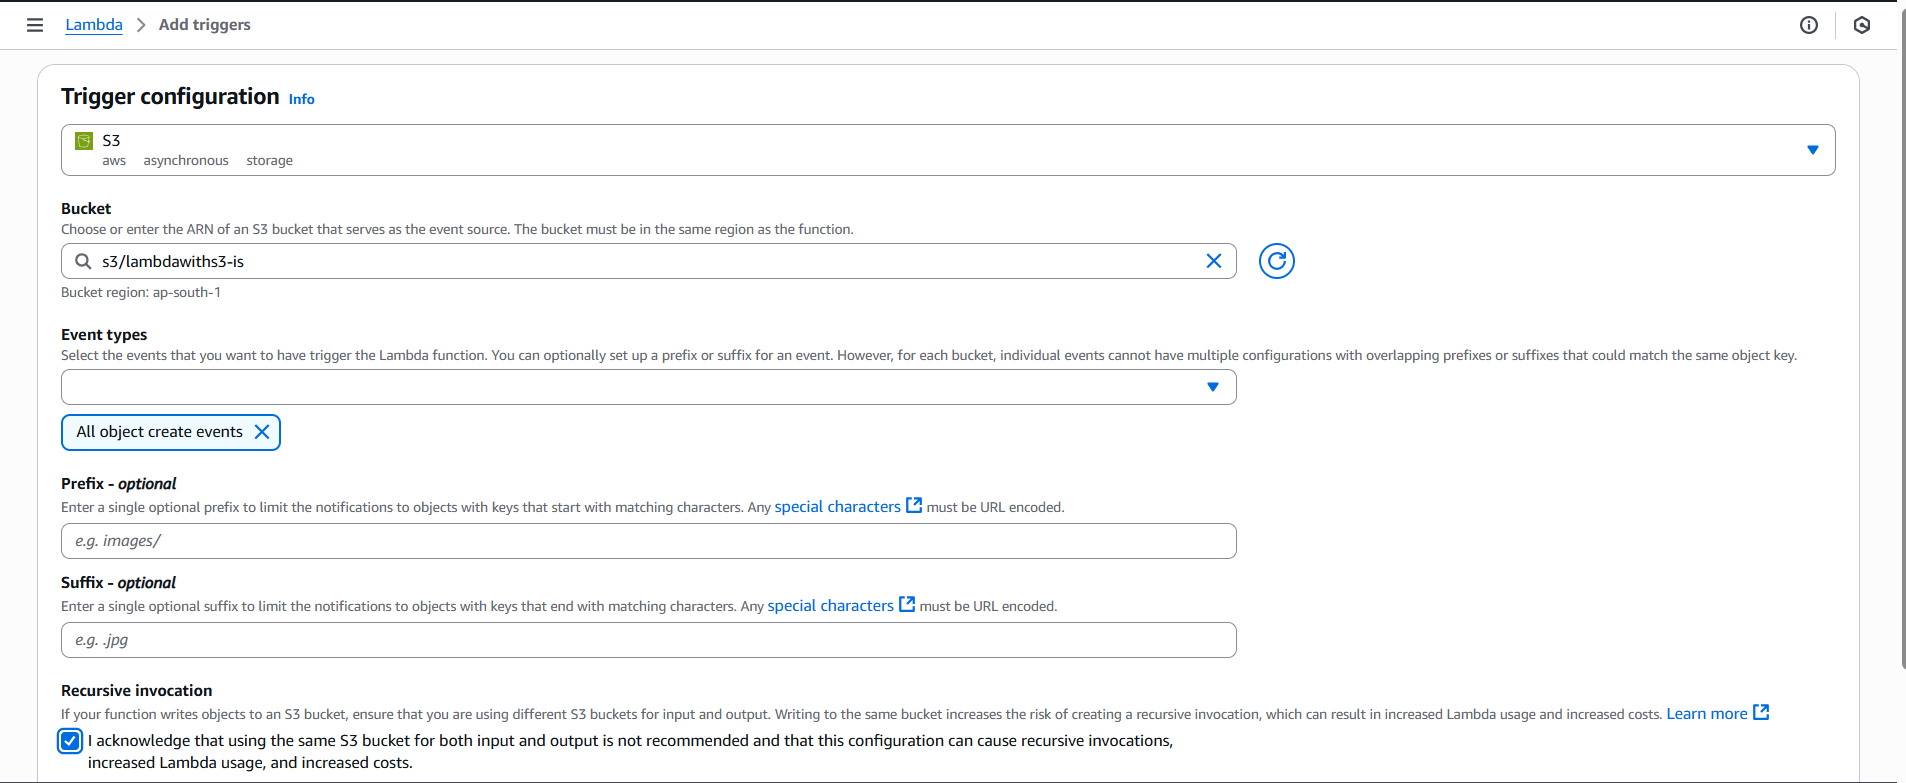 Lambda > Add triggers
Trigger configuration Info
S3
aws asynchronous storage
Bucket
Choose or enter the ARN of an S3 bucket that serves as the event source. The bucket must be in the same region as the function.
s3/lambdawiths3-is
Bucket region: ap-south-1
Event types
Select the events that you want to have trigger the Lambda function. You can optionally set up a prefix or suffix for an event. However, for each bucket, individual events cannot have multiple configurations with overlapping prefixes or suffixes that could match the same object key.
All object create events
Prefix - optional
Enter a single optional prefix to limit the notifications to objects with keys that start with matching characters. Any special characters must be URL encoded.
e.g. images/
Suffix - optional
Enter a single optional suffix to limit the notifications to objects with keys that end with matching characters. Any special characters must be URL encoded.
e.g. .jpg
Recursive invocation
If your function writes objects to an S3 bucket, ensure that you are using different S3 buckets for input and output. Writing to the same bucket increases the risk of creating a recursive invocation, which can result in increased Lambda usage and increased costs. Learn more
I acknowledge that using the same S3 bucket for both input and output is not recommended and that this configuration can cause recursive invocations,
increased Lambda usage, and increased costs.